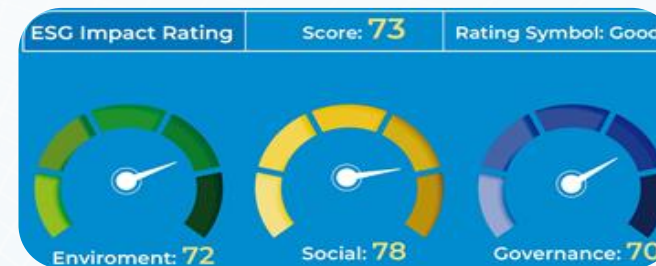 ESG Impact Rating
Score: 73
Rating Symbol: Good
Enviroment: 72
Social: 78
Governance: 70